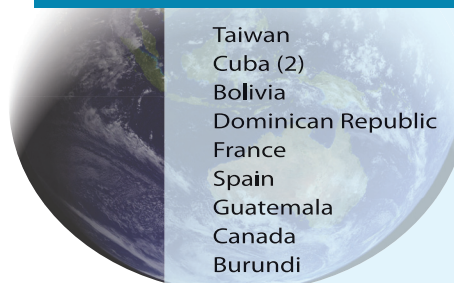 Taiwan
Cuba (2)
Bolivia
Dominican Republic
France
Spain
Guatemala
Canada
Burundi